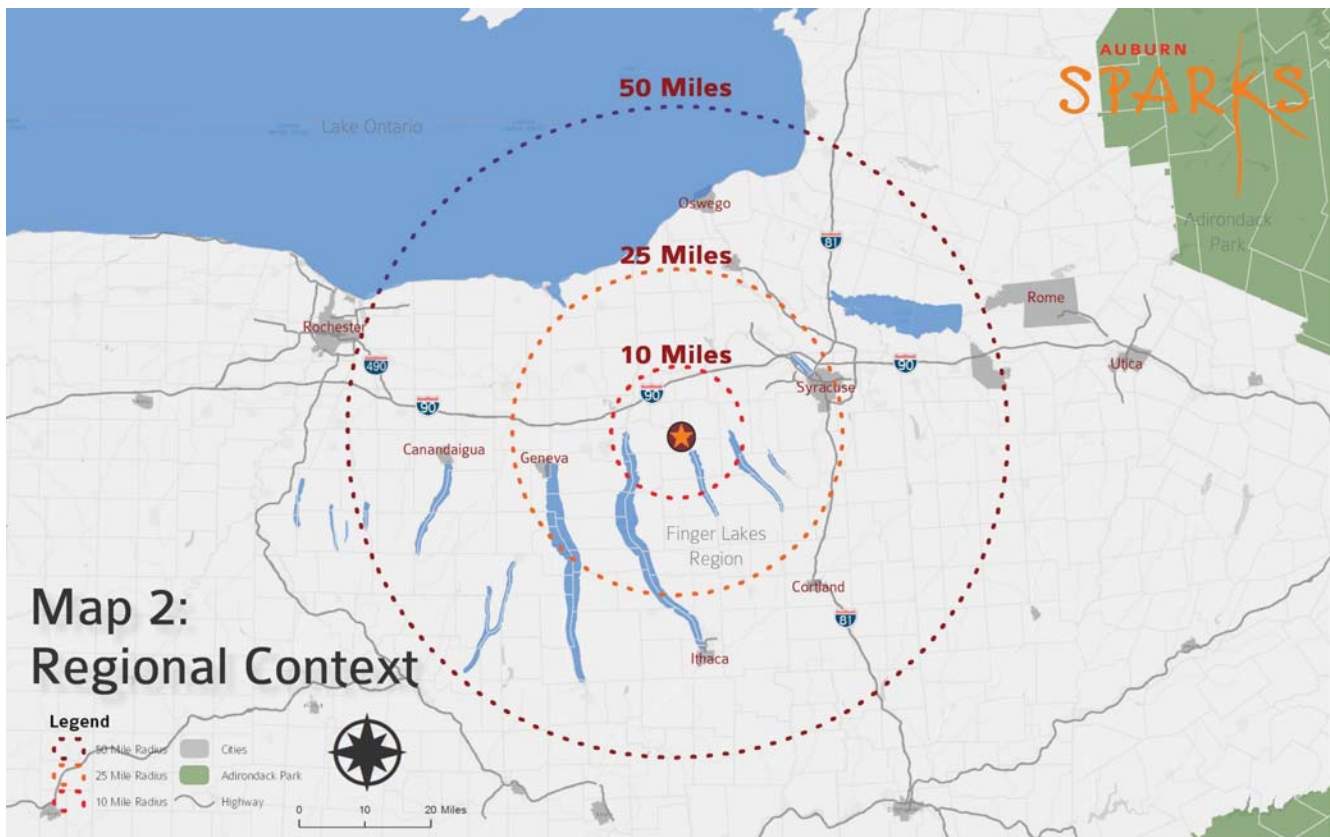 AUBURN
SPARKS
50 Miles
Lake Ontario
Oswego
Adirondack
Park
81
25 Miles
Rome
Rochester
10 Miles
490
90
90
Utica
Syracuse
90
Canandaigua
Geneva
Finger Lakes
Region
Cortland
81
Ithaca
Map 2:
Regional Context
Legend
50 Mile Radius
Cities
25 Mile Radius
Adirondack Park
10 Mile Radius
Highway
0 10 20 Miles